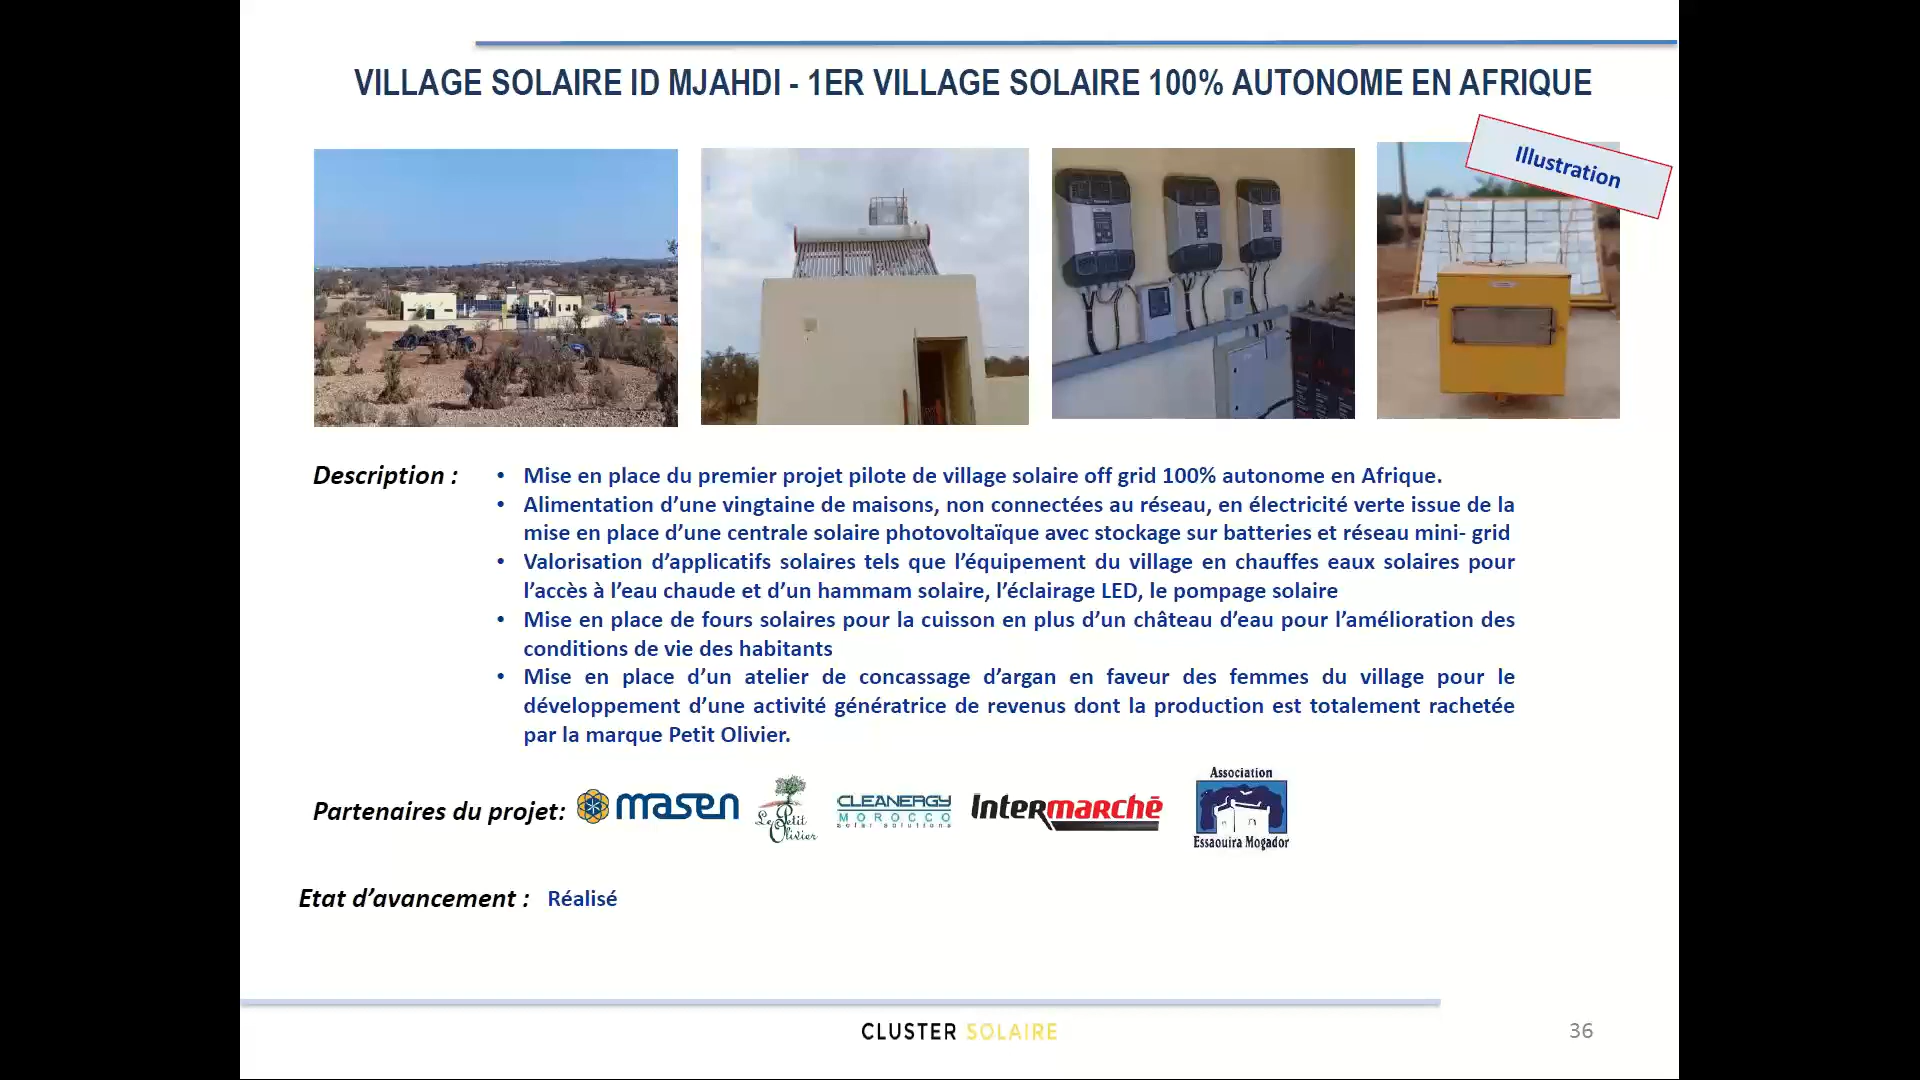 VILLAGE SOLAIRE ID MJAHDI - 1ER VILLAGE SOLAIRE 100% AUTONOME EN AFRIQUE
Illustration
Description :
• Mise en place du premier projet pilote de village solaire off grid 100% autonome en Afrique.
• Alimentation d’une vingtaine de maisons, non connectées au réseau, en électricité verte issue de la
mise en place d’une centrale solaire photovoltaïque avec stockage sur batteries et réseau mini- grid
• Valorisation d’applicatifs solaires tels que l’équipement du village en chauffes eaux solaires pour
l’accès à l’eau chaude et d’un hammam solaire, l’éclairage LED, le pompage solaire
• Mise en place de fours solaires pour la cuisson en plus d’un château d’eau pour l’amélioration des
conditions de vie des habitants
• Mise en place d’un atelier de concassage d’argan en faveur des femmes du village pour le
développement d’une activité génératrice de revenus dont la production est totalement rachetée
par la marque Petit Olivier.
Partenaires du projet:
masen
Le Petit
Olivier
CLEANERGY
MOROCCO
solar solutions
Intermarché
Association
Essaouira Mogador
Etat d’avancement : Réalisé
CLUSTER SOLAIRE
36